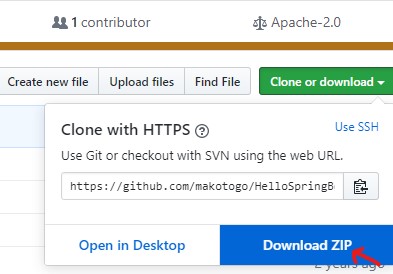 1 contributor
Apache-2.0
Create new file
Upload files
Find File
Clone or download
Clone with HTTPS
Use SSH
Use Git or checkout with SVN using the web URL.
https://github.com/makotogo/HelloSpringB
Open in Desktop
Download ZIP
2 years ago